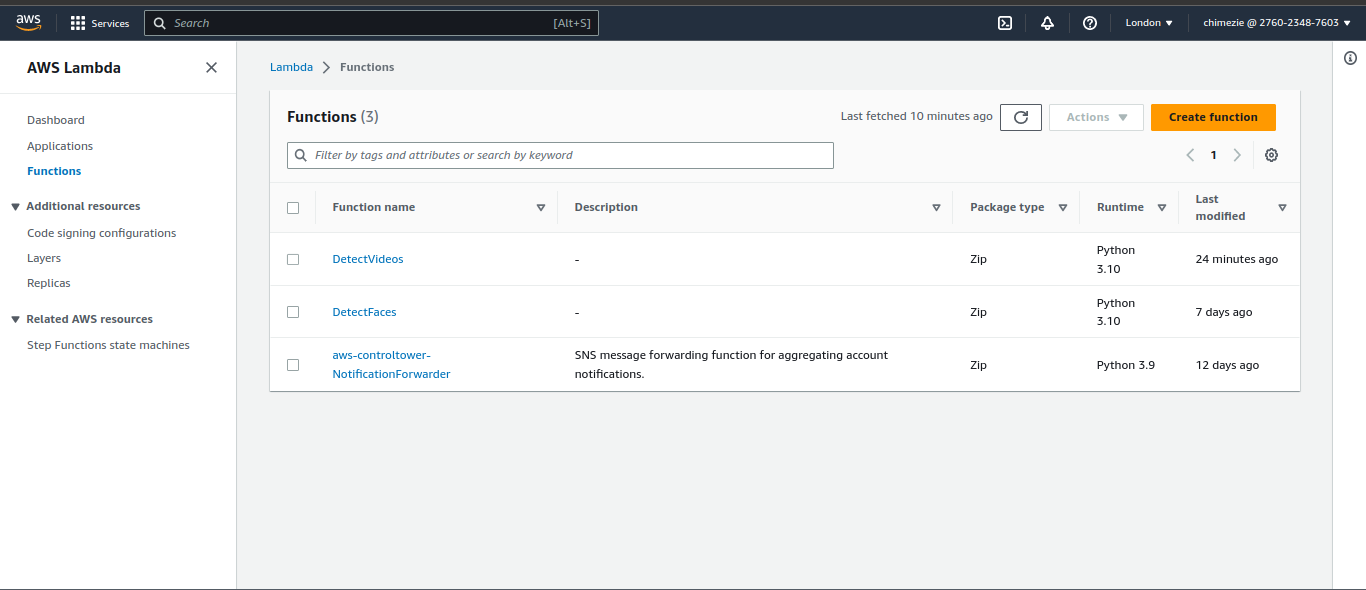 aws
Services
Search
[Alt+S]
London
chimezie @ 2760-2348-7603
AWS Lambda
Dashboard
Applications
Functions
Additional resources
Code signing configurations
Layers
Replicas
Related AWS resources
Step Functions state machines
Lambda
Functions
Functions (3)
Last fetched 10 minutes ago
Actions
Create function
Filter by tags and attributes or search by keyword
1
Function name
Description
Package type
Runtime
Last
modified
DetectVideos
-
Zip
Python
3.10
24 minutes ago
DetectFaces
-
Zip
Python
3.10
7 days ago
aws-controltower-
NotificationForwarder
SNS message forwarding function for aggregating account
notifications.
Zip
Python 3.9
12 days ago